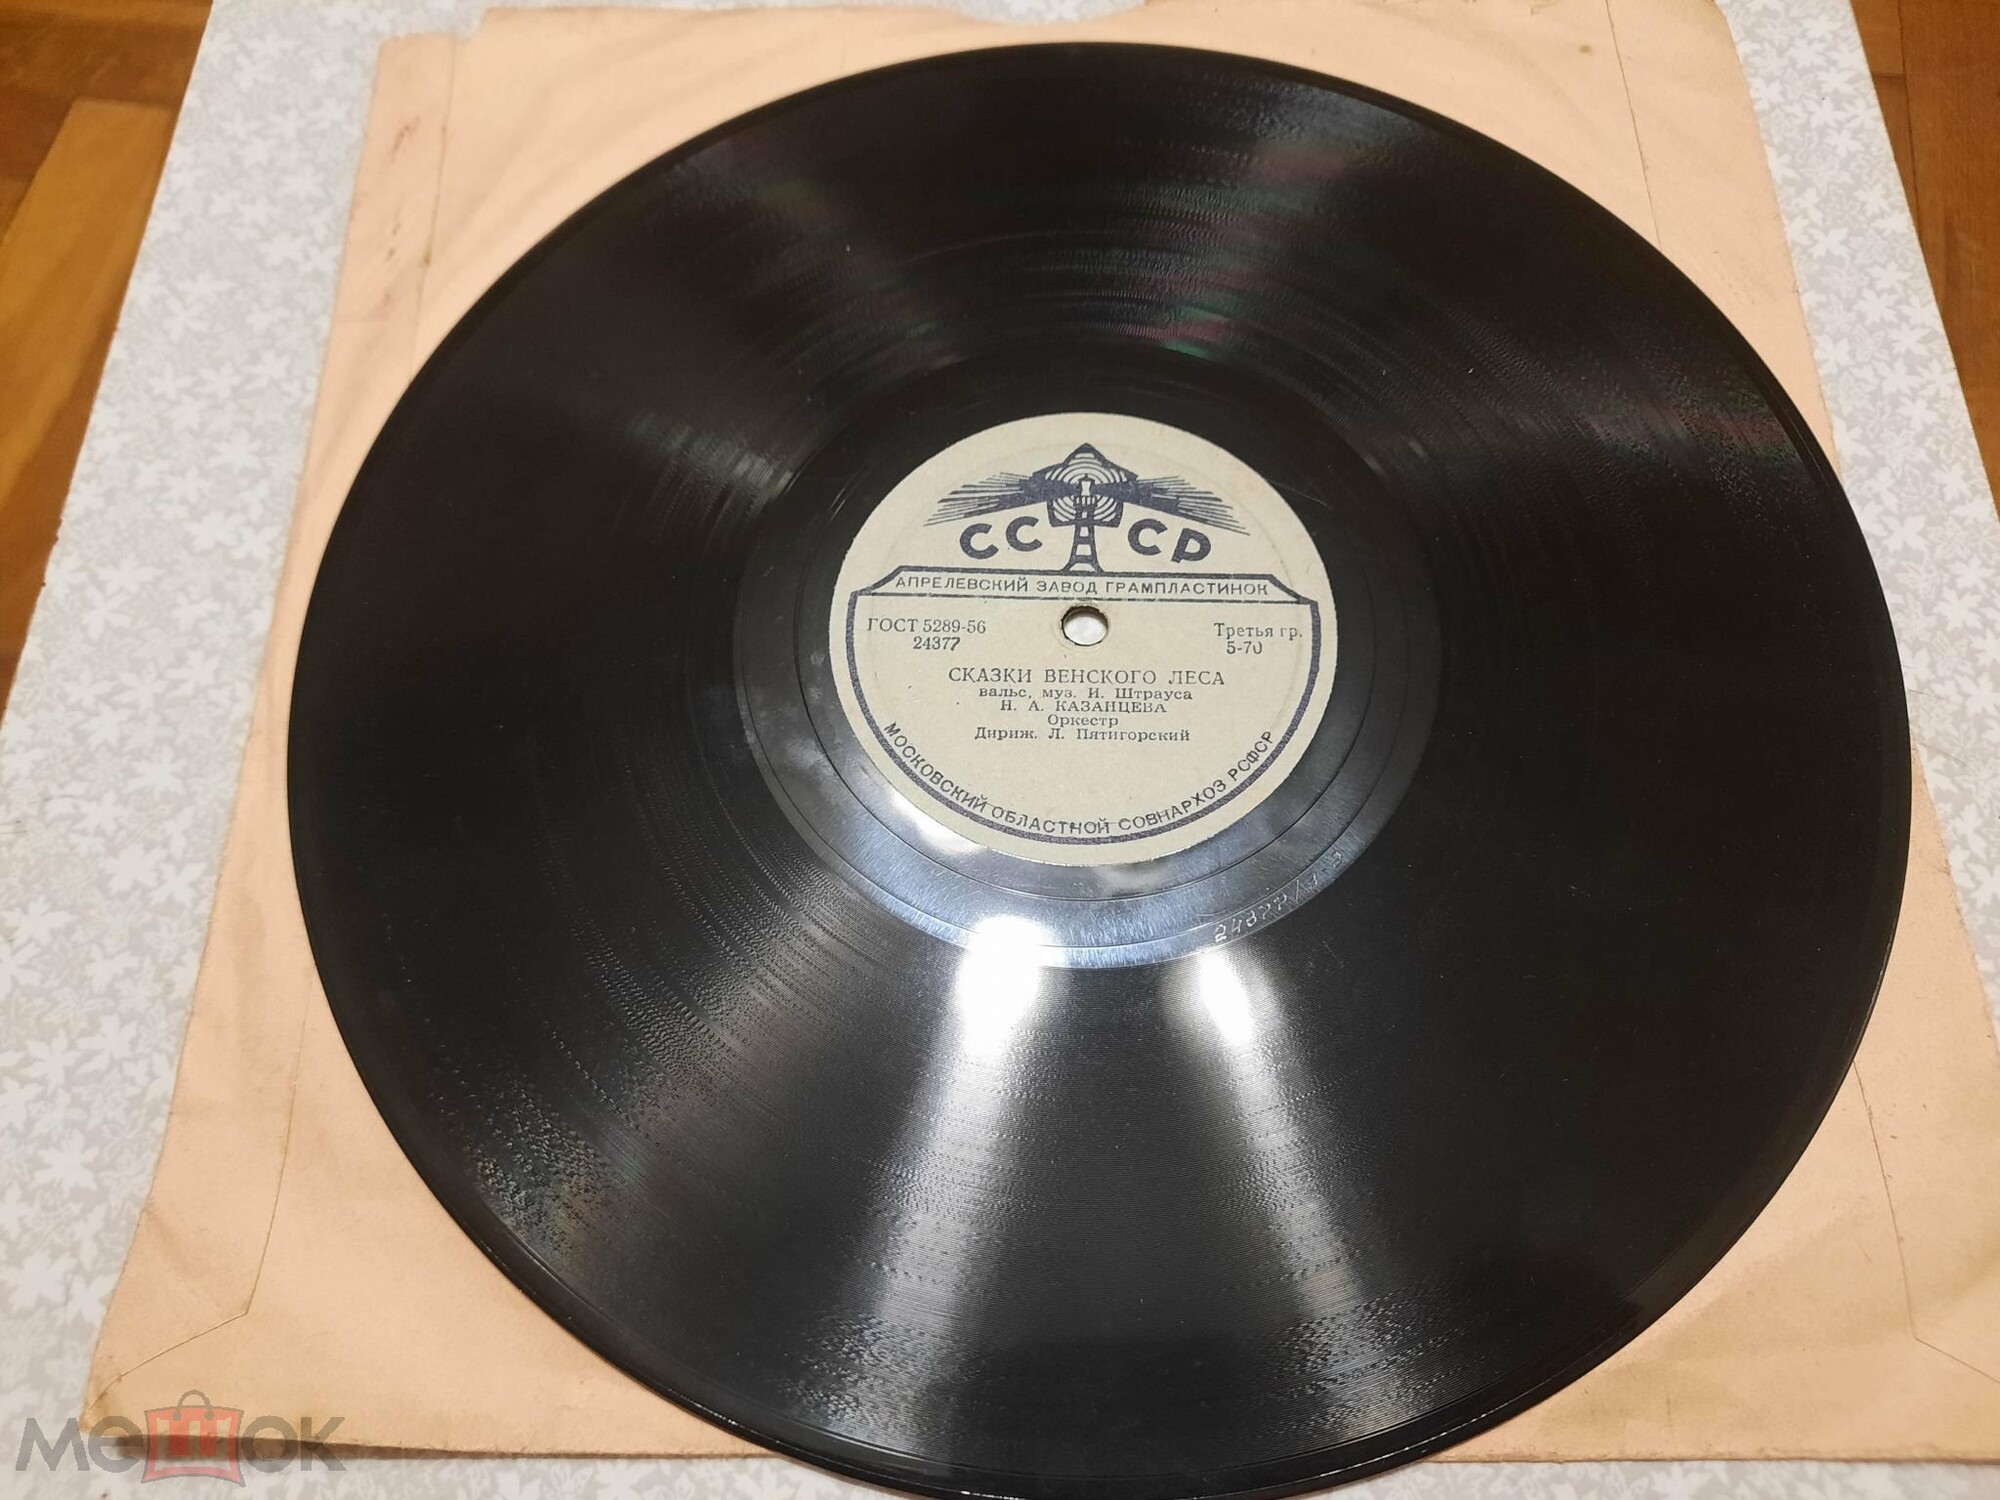 СССР
АПРЕЛЕВСКИЙ ЗАВОД ГРАМПЛАСТИНОК
ГОСТ 5289-56
24377
Третья гр.
5-70
СКАЗКИ ВЕНСКОГО ЛЕСА
вальс, муз. И. Штрауса
Н. А. КАЗАНЦЕВА
Оркестр
Дириж. Л. Пятигорский
МОСКОВСКИЙ ОБЛАСТНОЙ СОВНАРХОЗ РСФСР
мешок